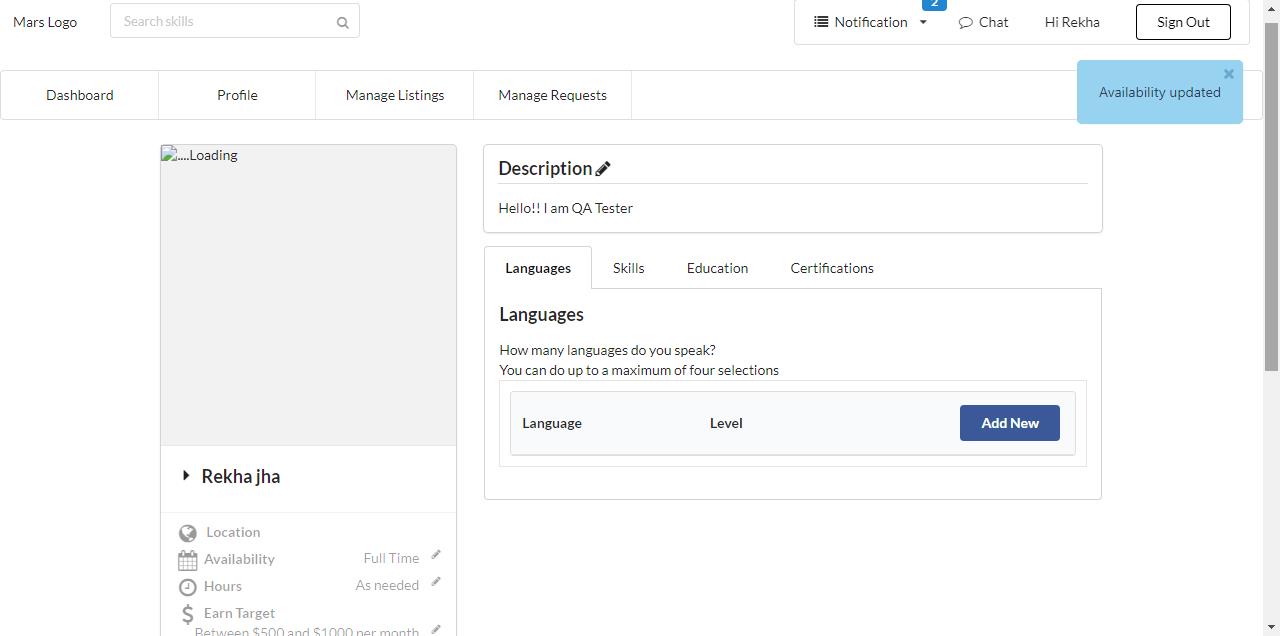 Mars Logo
Search skills
Notification
2
Chat
Hi Rekha
Sign Out
Dashboard
Profile
Manage Listings
Manage Requests
Availability updated
....Loading
Description
Hello!! I am QA Tester
Languages
Skills
Education
Certifications
Languages
How many languages do you speak?
You can do up to a maximum of four selections
Language
Level
Add New
Rekha jha
Location
Availability
Full Time
Hours
As needed
Earn Target
Between $500 and $1000 per month